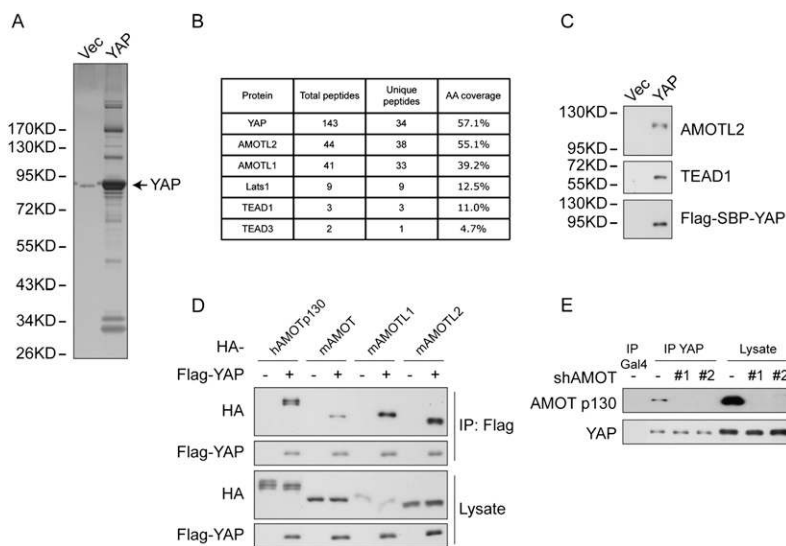 A
Vec
YAP
170KD
130KD
95KD
72KD
55KD
43KD
34KD
26KD
YAP
B
Protein Total peptides Unique peptides AA coverage
YAP 143 34 57.1%
AMOTL2 44 38 55.1%
AMOTL1 41 33 39.2%
Lats1 9 9 12.5%
TEAD1 3 3 11.0%
TEAD3 2 1 4.7%
C
Vec
YAP
130KD
95KD
AMOTL2
72KD
55KD
TEAD1
130KD
95KD
Flag-SBP-YAP
D
HA- hAMOTp130 mAMOT mAMOTL1 mAMOTL2
Flag-YAP - + - + - + - +
HA
Flag-YAP
IP: Flag
HA
Flag-YAP
Lysate
E
IP Gal4 IP YAP Lysate
shAMOT - - #1 #2 - #1 #2
AMOT p130
YAP